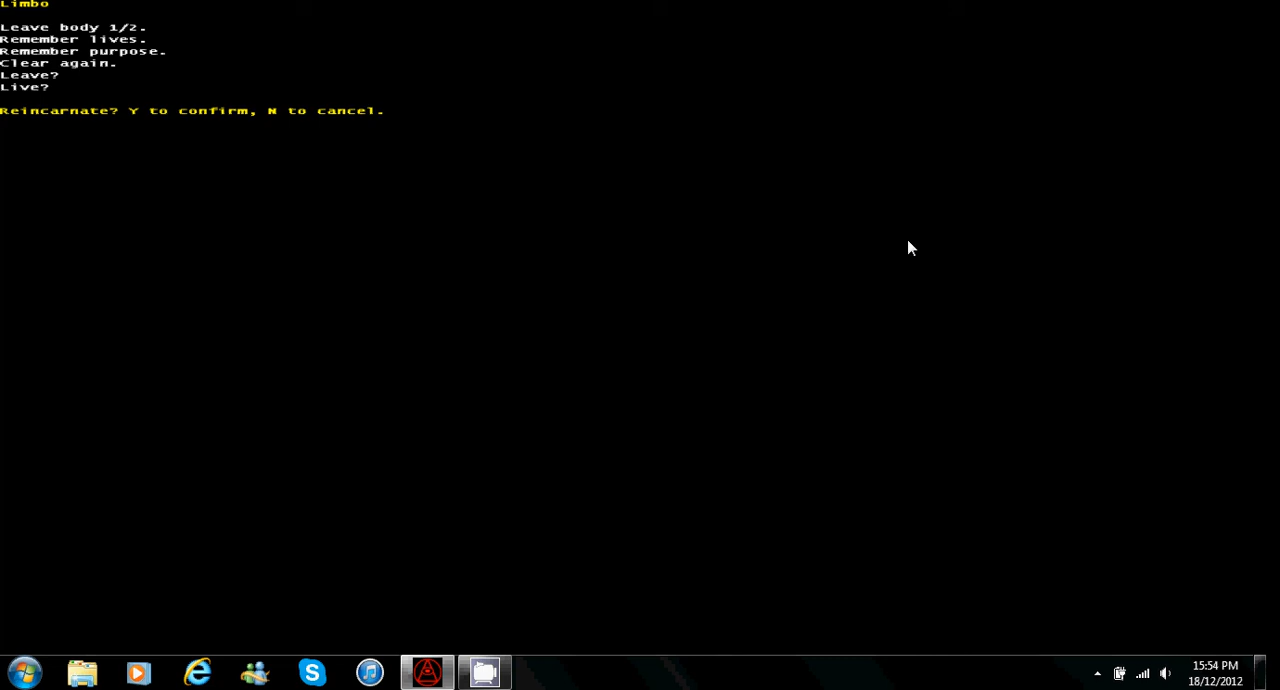 Limbo
Leave body 1/2.
Remember lives.
Remember purpose.
Clear again.
Leave?
Live?
Reincarnate? Y to confirm, N to cancel.
15:54 PM
18/12/2012